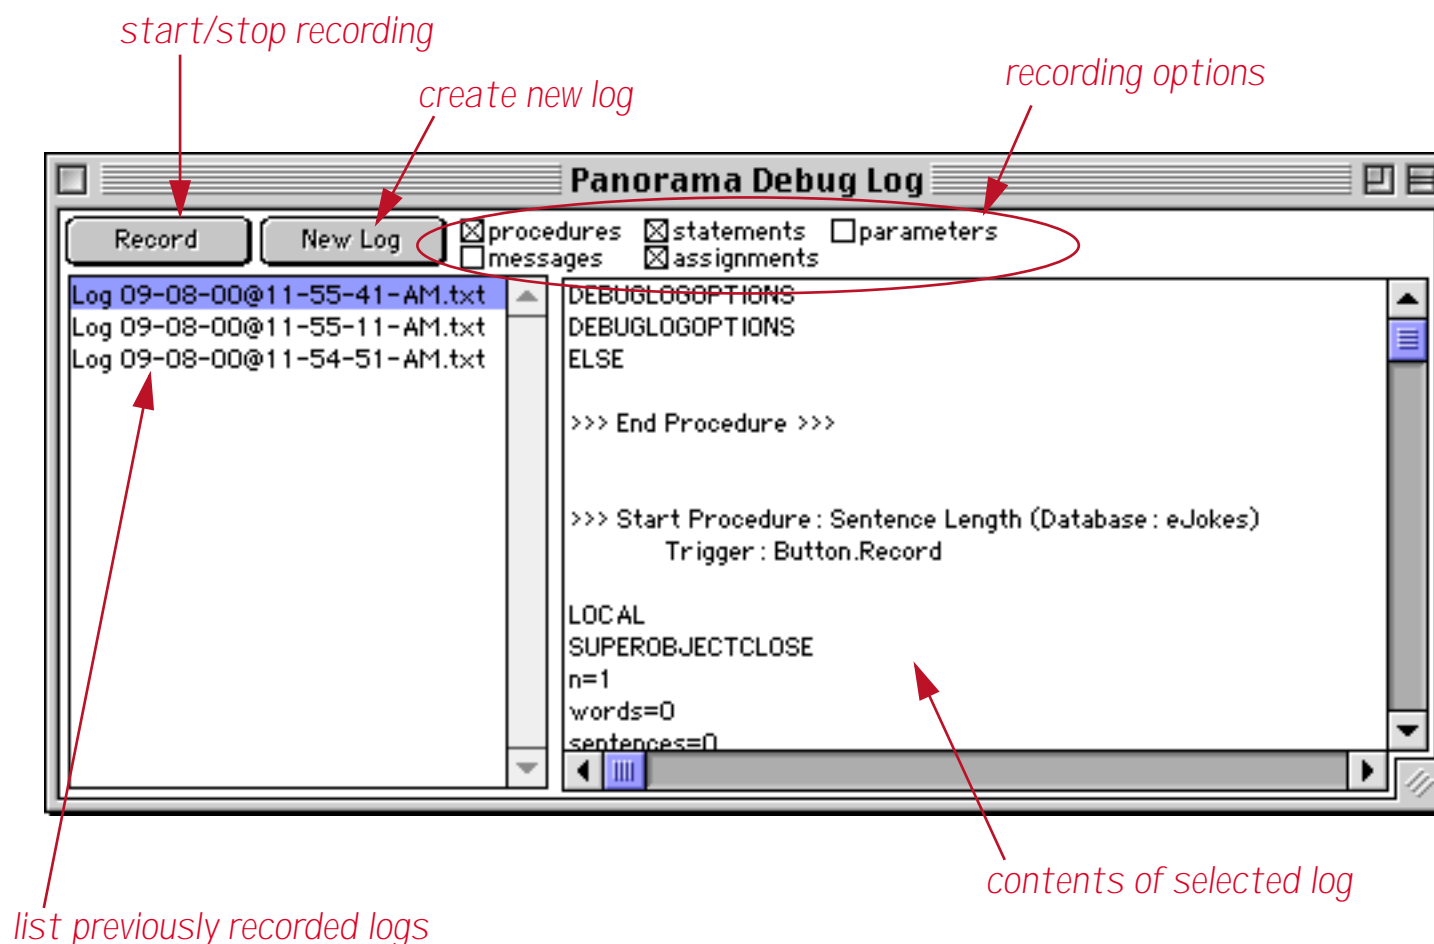 start/stop recording
create new log
recording options
Panorama Debug Log
Record
New Log
procedures
statements
parameters
messages
assignments
Log 09-08-00@11-55-41-AM.txt
Log 09-08-00@11-55-11-AM.txt
Log 09-08-00@11-54-51-AM.txt
DEBUGLOGOPTIONS
DEBUGLOGOPTIONS
ELSE
>>> End Procedure >>>
>>> Start Procedure : Sentence Length (Database : eJokes)
Trigger : Button.Record
LOCAL
SUPEROBJECTCLOSE
n=1
words=0
sentences=0
contents of selected log
list previously recorded logs